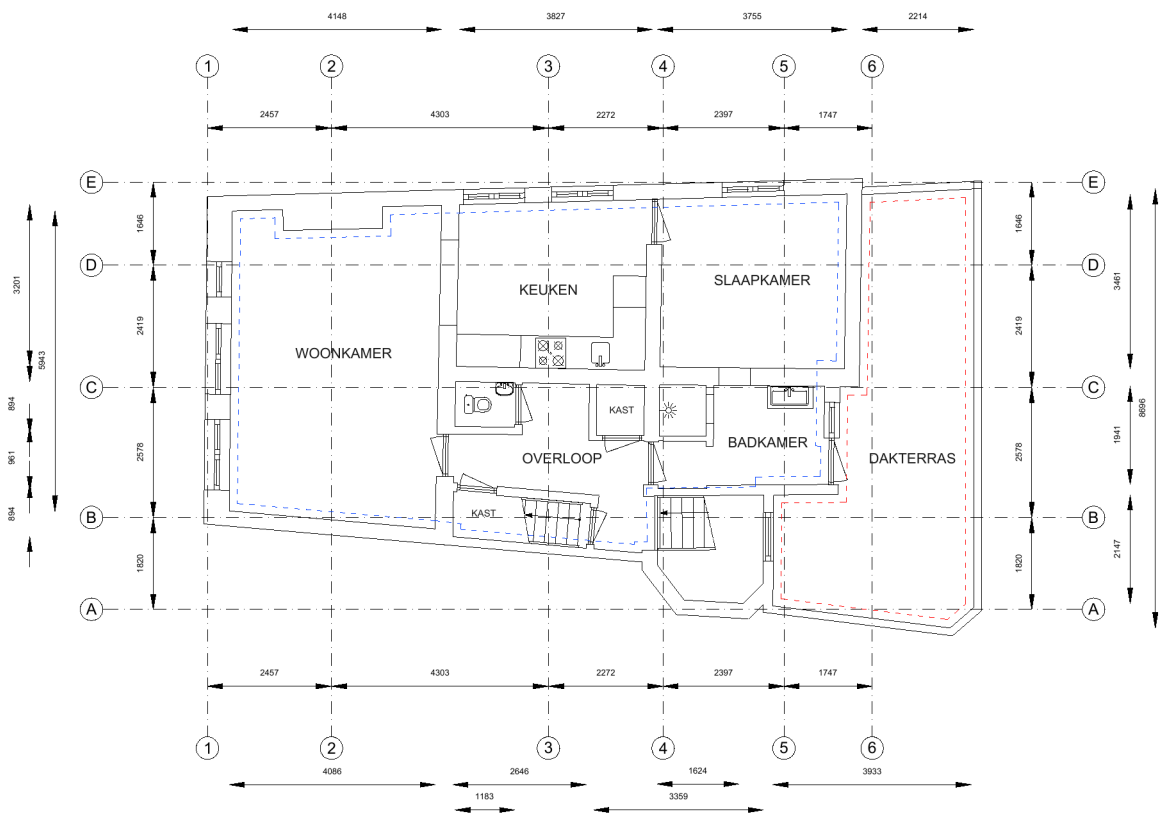 4148 3827 3755 2214
1 2 3 4 5 6
2457 4303 2272 2397 1747
E E
1646 1646
D D
3201 5943 2419 2419 3461 8696
KEUKEN SLAAPKAMER
WOONKAMER
C C
894 961 894 2578 2578 1941
KAST
BADKAMER
OVERLOOP DAKTERRAS
KAST
B B
1820 1820 2147
A A
2457 4303 2272 2397 1747
1 2 3 4 5 6
4086 2646 1624 3933
1183 3359